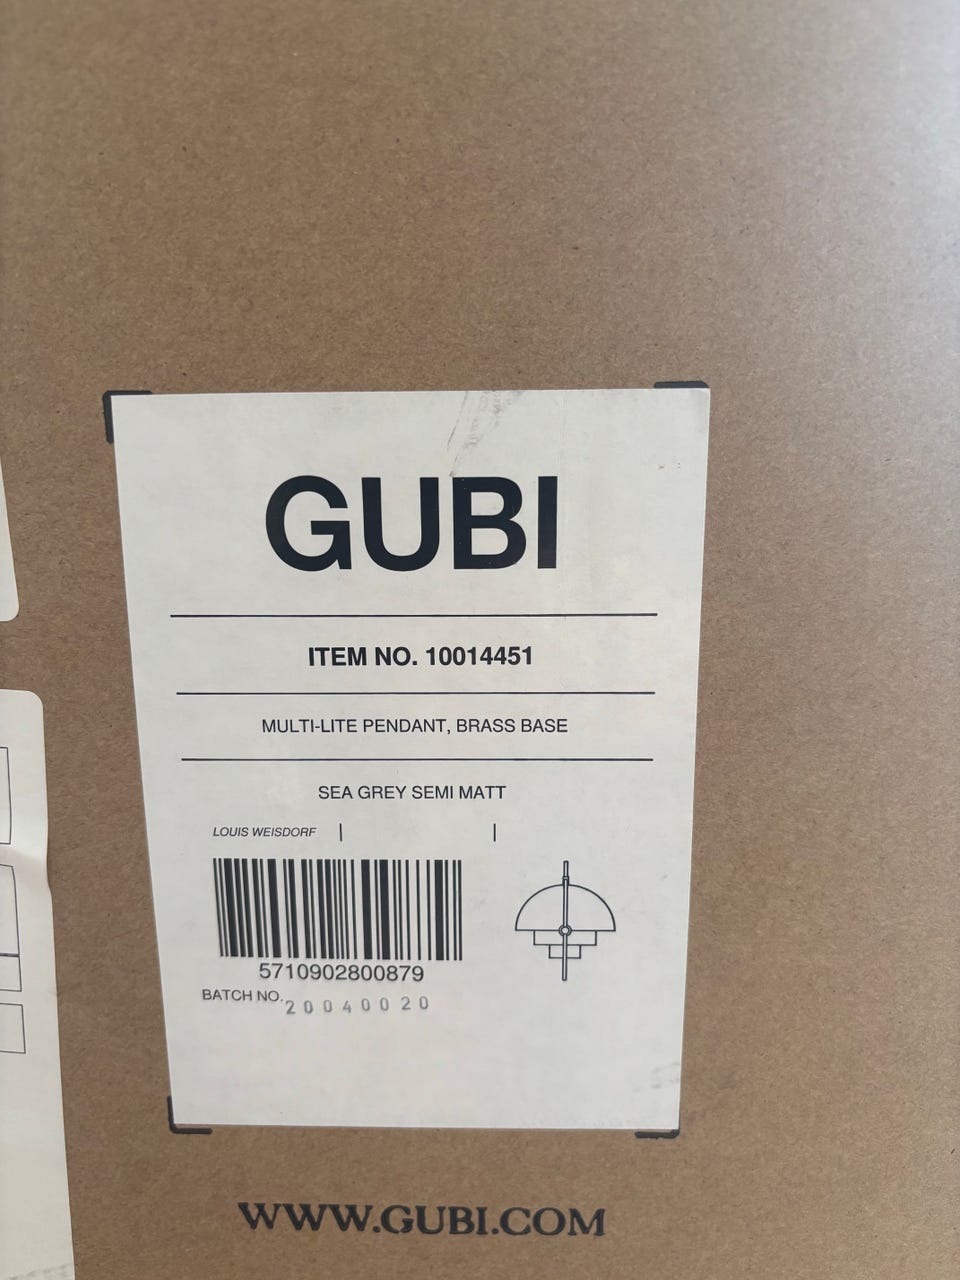 GUBI
ITEM NO. 10014451
MULTI-LITE PENDANT, BRASS BASE
SEA GREY SEMI MATT
LOUIS WEISDORF | |
5710902800879
BATCH NO. 20040020
WWW.GUBI.COM